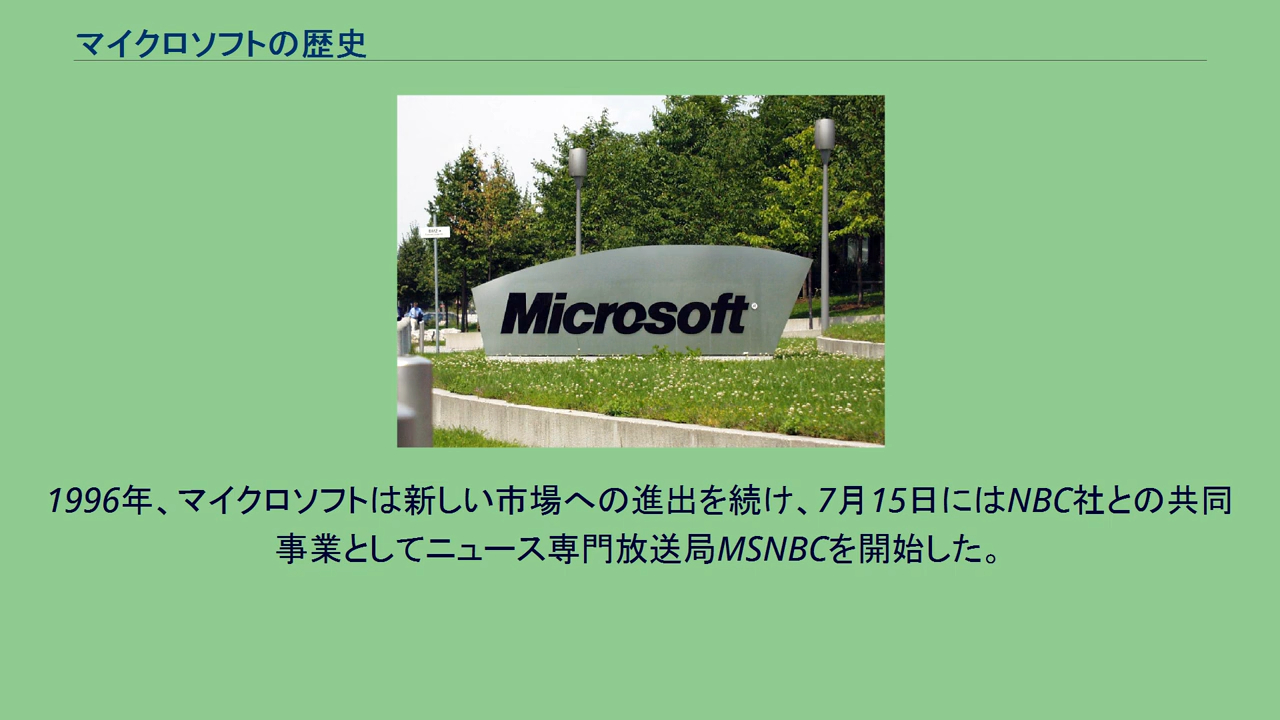 マイクロソフトの歴史
Microsoft
1996年、マイクロソフトは新しい市場への進出を続け、7月15日にはNBC社との共同
事業としてニュース専門放送局MSNBCを開始した。